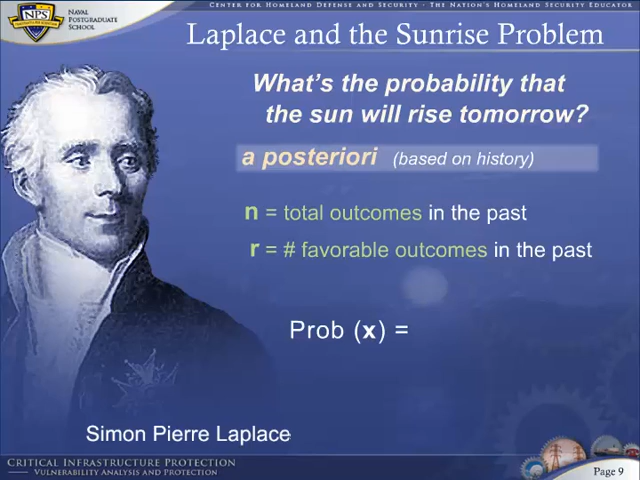 NPS
NAVAL
POSTGRADUATE
SCHOOL
CENTER FOR HOMELAND DEFENSE AND SECURITY - THE NATION'S HOMELAND SECURITY EDUCATOR
Laplace and the Sunrise Problem
What's the probability that
the sun will rise tomorrow?
a posteriori (based on history)
n = total outcomes in the past
r = # favorable outcomes in the past
Prob (x) =
Simon Pierre Laplace
CRITICAL INFRASTRUCTURE PROTECTION
VULNERABILITY ANALYSIS AND PROTECTION
Page 9